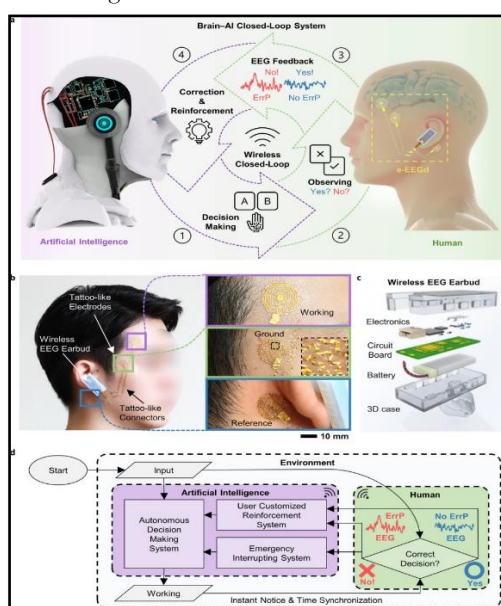 a
Brain–AI Closed-Loop System
4
3
EEG Feedback
No!
Yes!
ErrP
No ErrP
Correction
&
Reinforcement
Wireless
Closed-Loop
e-EEGd
Observing
Yes? No?
A B
Decision
Making
Artificial Intelligence
1
2
Human
b
Tattoo-like
Electrodes
Wireless
EEG Earbud
Tattoo-like
Connectors
Working
Ground
Reference
10 mm
c
Wireless EEG Earbud
Electronics
Circuit
Board
Battery
3D case
d
Start
Input
Environment
Artificial Intelligence
Human
Autonomous
Decision
Making
System
User Customized
Reinforcement
System
Emergency
Interrupting System
ErrP
EEG
No ErrP
EEG
Correct
Decision?
No!
Yes
Working
Instant Notice & Time Synchronization